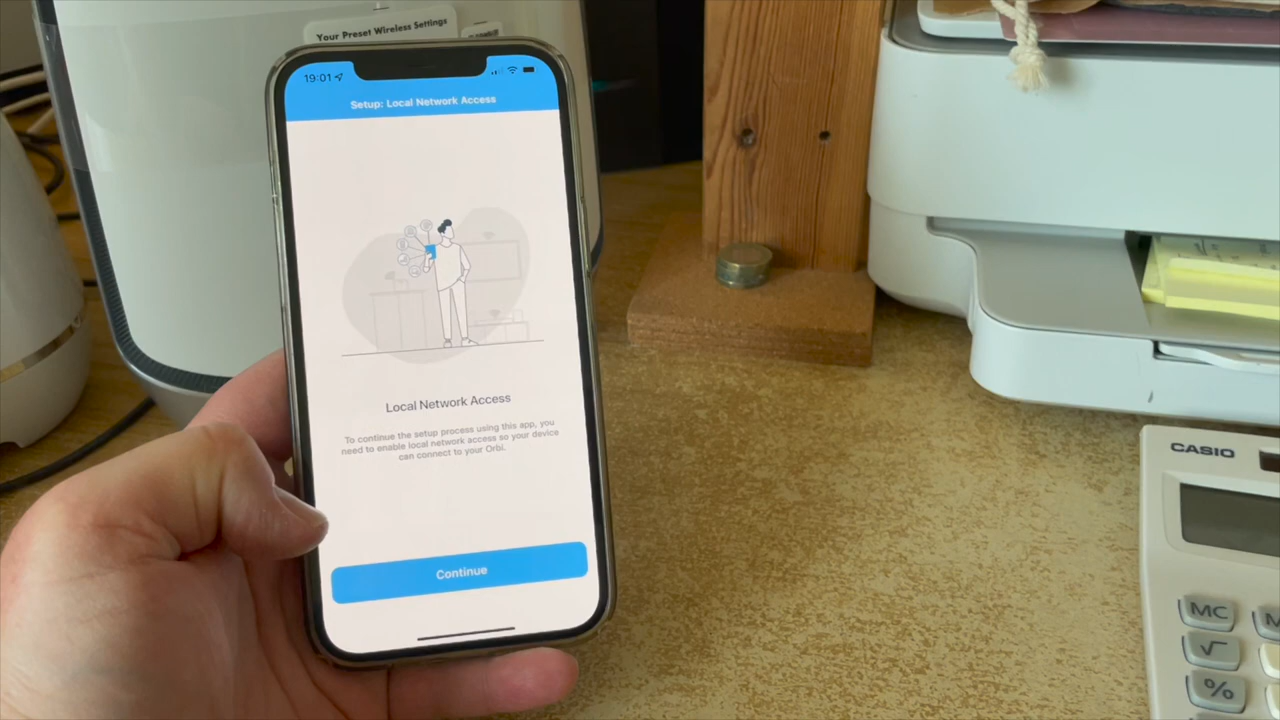 Your Preset Wireless Settings
19:01
Setup: Local Network Access
Local Network Access
To continue the setup process using this app, you
need to enable local network access so your device
can connect to your Orbi.
Continue
CASIO
MC
√
%